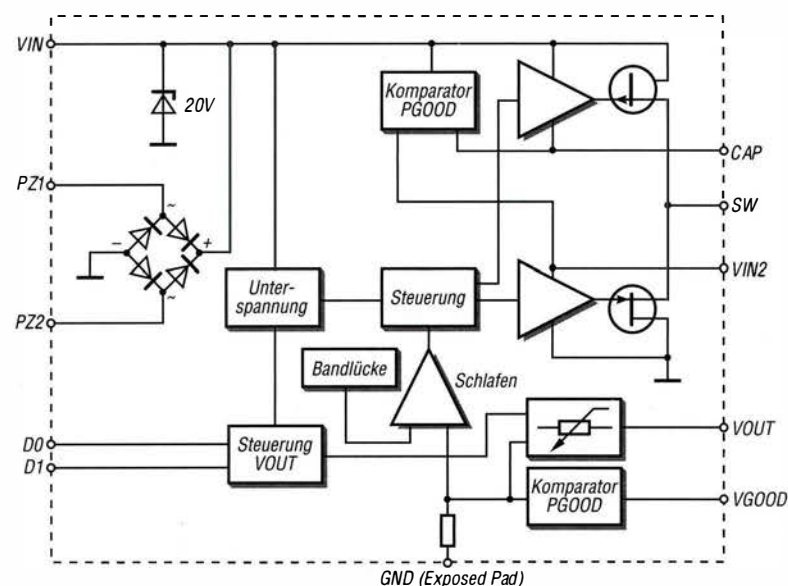 VIN
20V
Komparator
PGOOD
CAP
PZ1
~
SW
−
+
VIN2
Unter-
spannung
Steuerung
~
PZ2
Bandlücke
Schlafen
VOUT
D0
D1
Steuerung
VOUT
Komparator
PGOOD
VGOOD
GND (Exposed Pad)